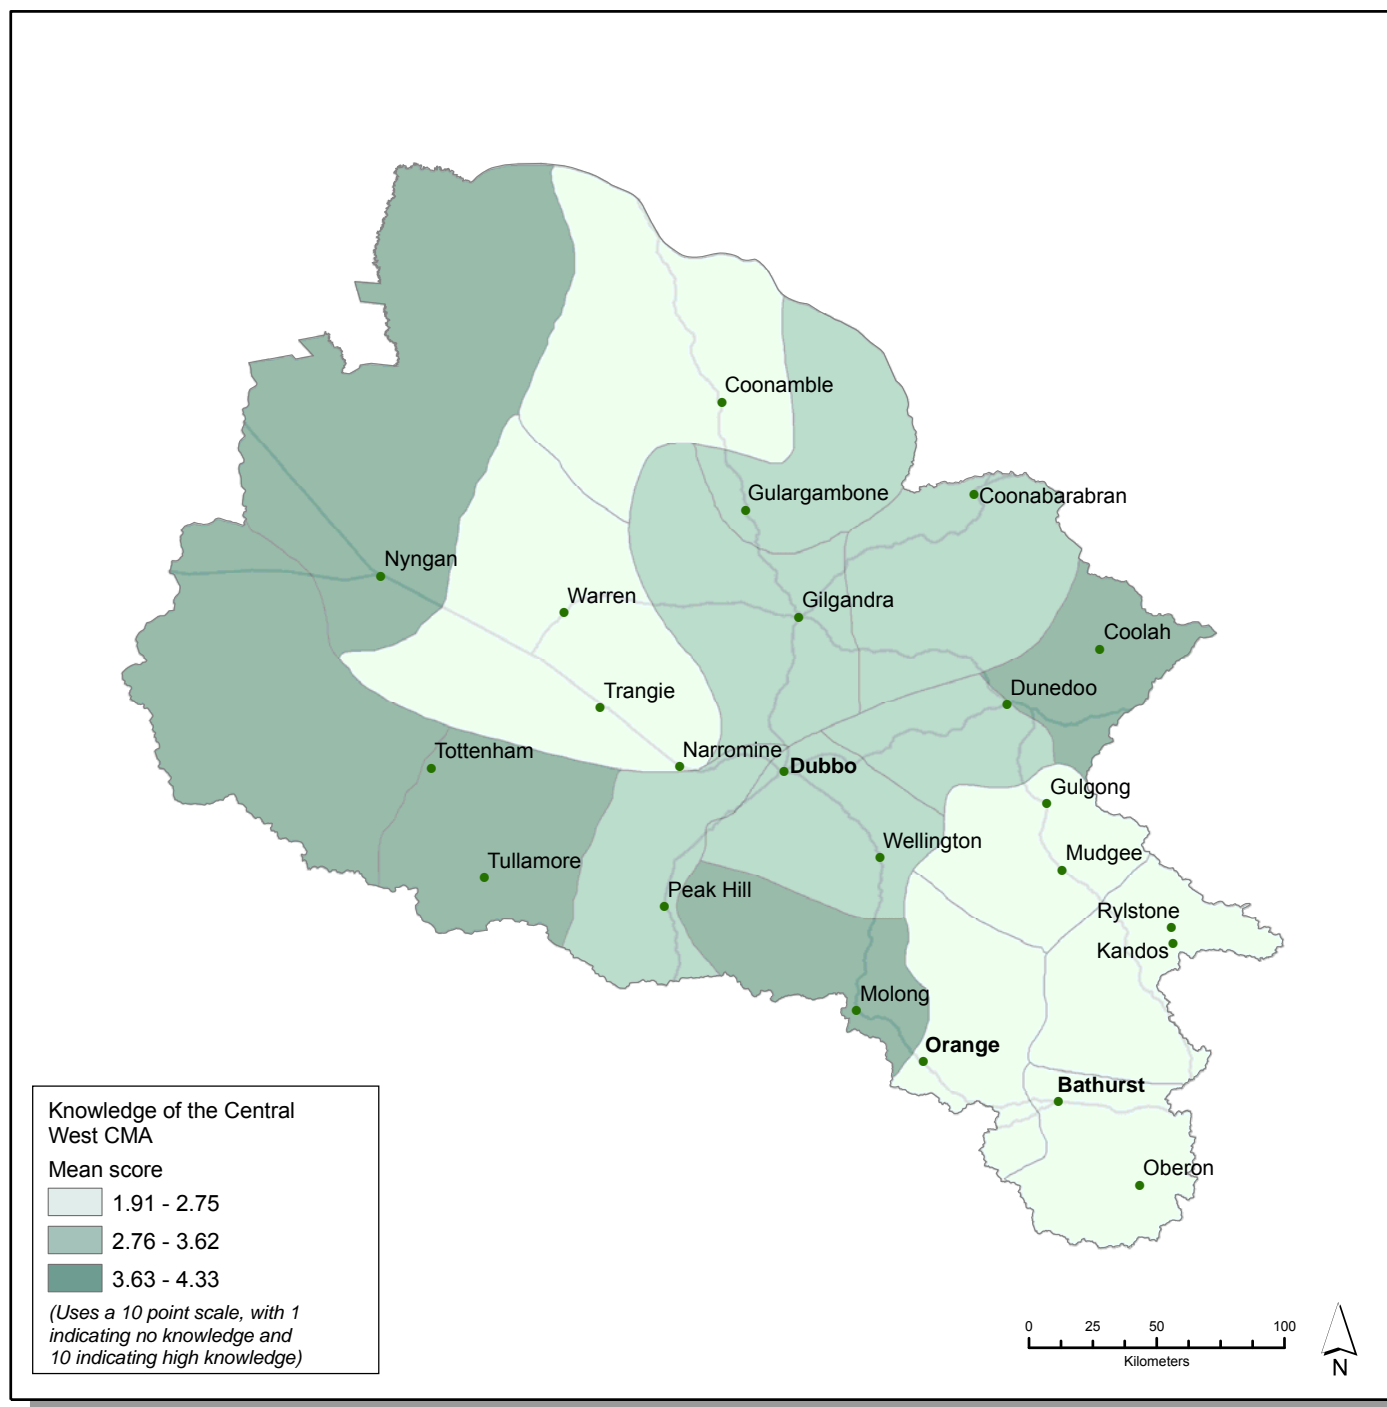 Coonamble
Gulargambone
Coonabarabran
Nyngan
Warren
Gilgandra
Coolah
Trangie
Dunedoo
Tottenham
Narromine
Dubbo
Gulgong
Tullamore
Wellington
Mudgee
Peak Hill
Rylstone
Kandos
Molong
Orange
Bathurst
Oberon
Knowledge of the Central
West CMA
Mean score
1.91 - 2.75
2.76 - 3.62
3.63 - 4.33
(Uses a 10 point scale, with 1
indicating no knowledge and
10 indicating high knowledge)
0 25 50 100
Kilometers
N